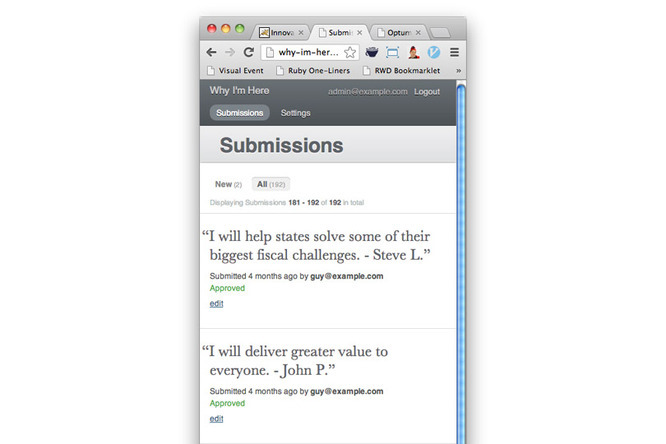 Innova
Submis
Optum
why-im-her...
Visual Event
Ruby One-Liners
RWD Bookmarklet
»
Why I'm Here
admin@example.com Logout
Submissions Settings
Submissions
New (2) All (192)
Displaying Submissions 181 - 192 of 192 in total
“I will help states solve some of their
biggest fiscal challenges. - Steve L.”
Submitted 4 months ago by guy@example.com
Approved
edit
“I will deliver greater value to
everyone. - John P.”
Submitted 4 months ago by guy@example.com
Approved
edit